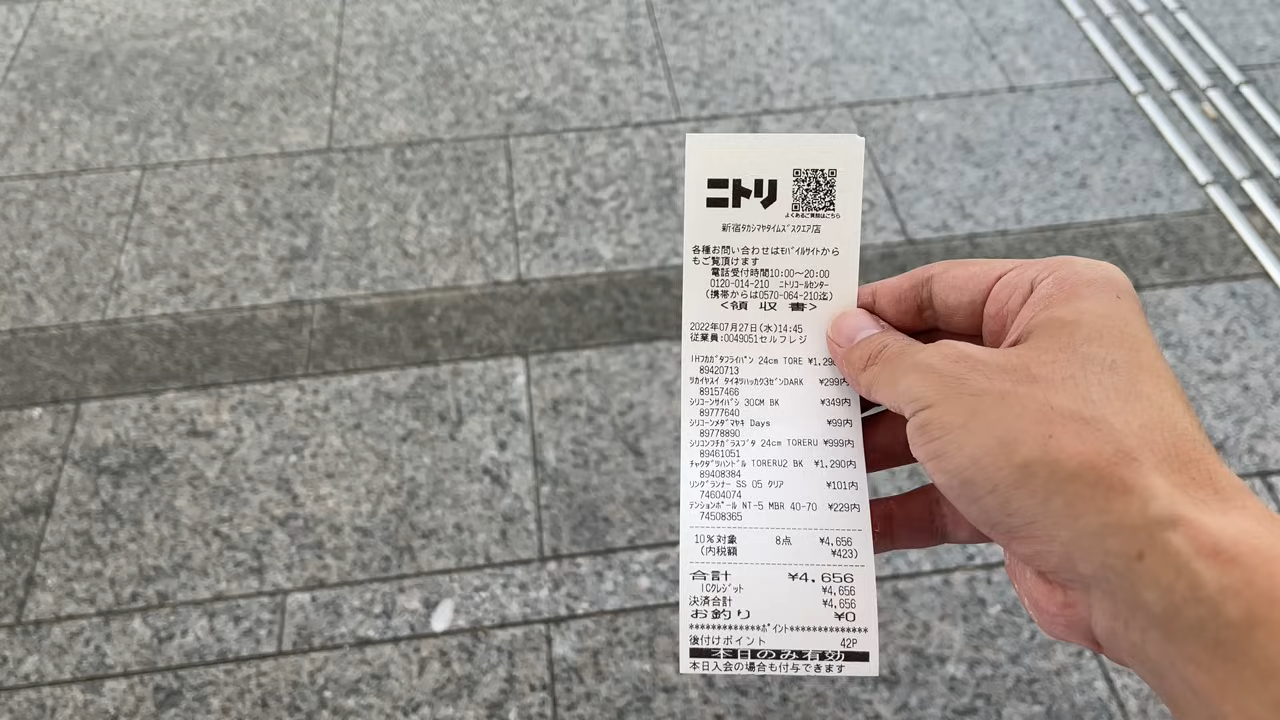 ニトリ
よくあるご質問はこちら
新宿ﾀｶｼﾏﾔﾀｲﾑｽﾞｽｸｴｱ店
各種お問い合わせはﾓﾊﾞｲﾙｻｲﾄから
もご覧頂けます
電話受付時間10:00〜20:00
0120-014-210 ﾆﾄﾘｺｰﾙｾﾝﾀｰ
(携帯からは0570-064-210迄)
<領 収 書>
2022年07月27日(水)14:45
従業員:0049051セルフレジ
IHﾌｶｶﾞﾀﾌﾗｲﾊﾟﾝ 24cm TORE ¥1,29
89420713
ﾂｶｲﾔｽｲ ﾀｲﾈﾂﾊｯｶｸ3ｾﾞﾝDARK ¥299内
89157466
ｼﾘｺｰﾝｻｲﾊﾞｼ 30CM BK ¥349内
89777640
ｼﾘｺｰﾝﾒﾀﾞﾏﾔｷ Days ¥99内
89778890
ｼﾘｺﾝﾌﾁｶﾞﾗｽﾌﾞﾀ 24cm TORERU ¥999内
89461051
ﾁｬｸﾀﾞﾂﾊﾝﾄﾞﾙ TORERU2 BK ¥1,290内
89408384
ﾘﾝｸﾞﾗﾝﾅｰ SS 05 ｸﾘｱ ¥101内
74604074
ﾃﾝｼｮﾝﾎﾟｰﾙ NT-5 MBR 40-70 ¥229内
74508365
10%対象 8点 ¥4,656
(内税額 ¥423)
合計 ¥4,656
ICｸﾚｼﾞｯﾄ ¥4,656
決済合計 ¥4,656
お釣り ¥0
*************ﾎﾟｲﾝﾄ**************
後付けポイント 42P
本日のみ有効
本日入会の場合も付与できます